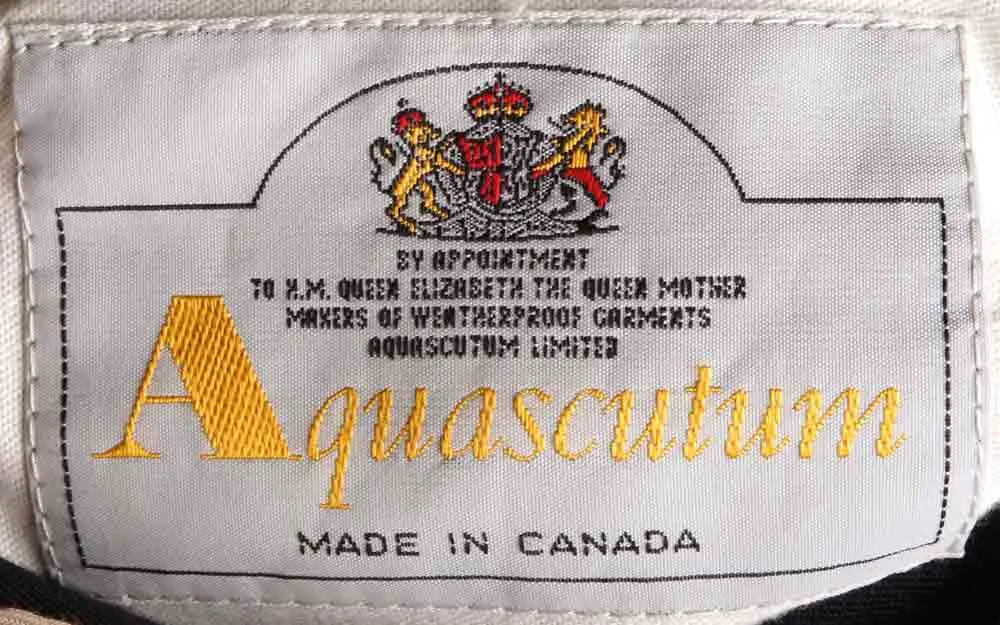 BY APPOINTMENT
TO H.M. QUEEN ELIZABETH THE QUEEN MOTHER
MAKERS OF WEATHERPROOF GARMENTS
AQUASCUTUM LIMITED
Aquascutum
MADE IN CANADA